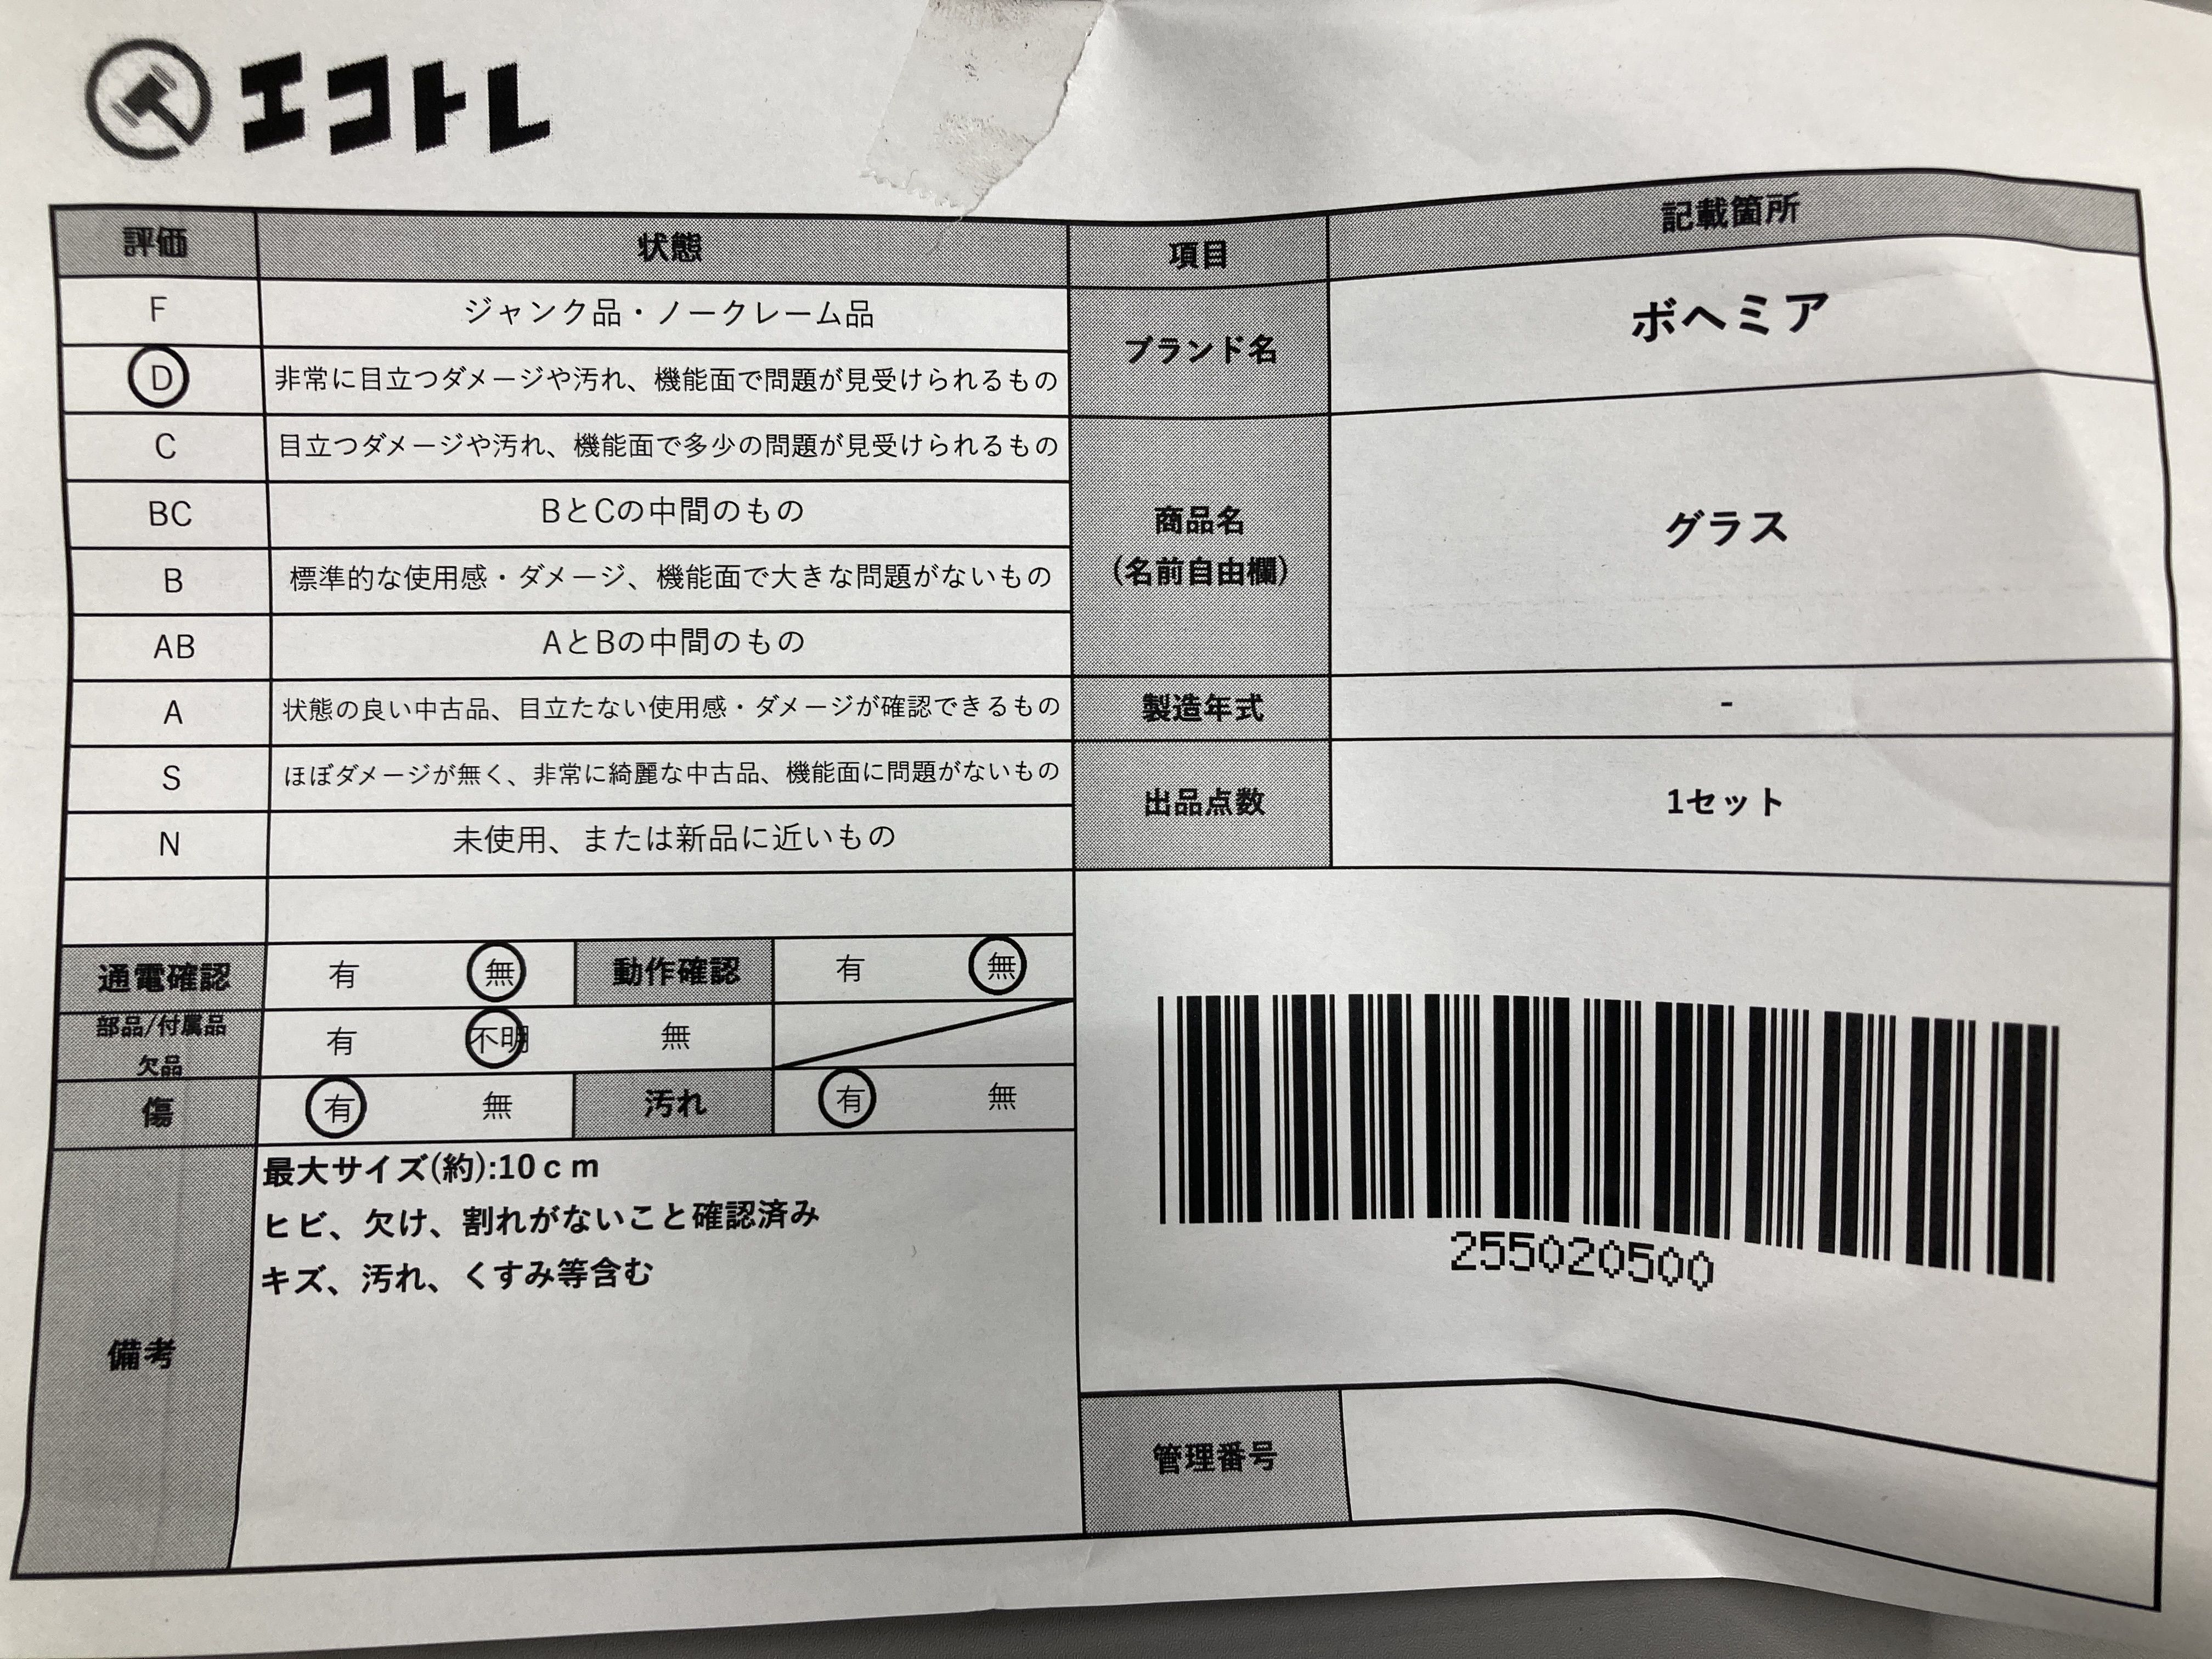 エコトレ
評価 状態 項目 記載箇所
F ジャンク品・ノークレーム品
D 非常に目立つダメージや汚れ、機能面で問題が見受けられるもの
ブランド名 ボヘミア
C 目立つダメージや汚れ、機能面で多少の問題が見受けられるもの
BC BとCの中間のもの
B 標準的な使用感・ダメージ、機能面で大きな問題がないもの
AB AとBの中間のもの
商品名
(名前自由欄)
グラス
A 状態の良い中古品、目立たない使用感・ダメージが確認できるもの
製造年式 -
S ほぼダメージが無く、非常に綺麗な中古品、機能面に問題がないもの
N 未使用、または新品に近いもの
出品点数 1セット
通電確認 有 無 動作確認 有 無
部品/付属品
欠品
有 不明 無
傷 有 無 汚れ 有 無
備考
最大サイズ(約):10cm
ヒビ、欠け、割れがないこと確認済み
キズ、汚れ、くすみ等含む
255020500
管理番号